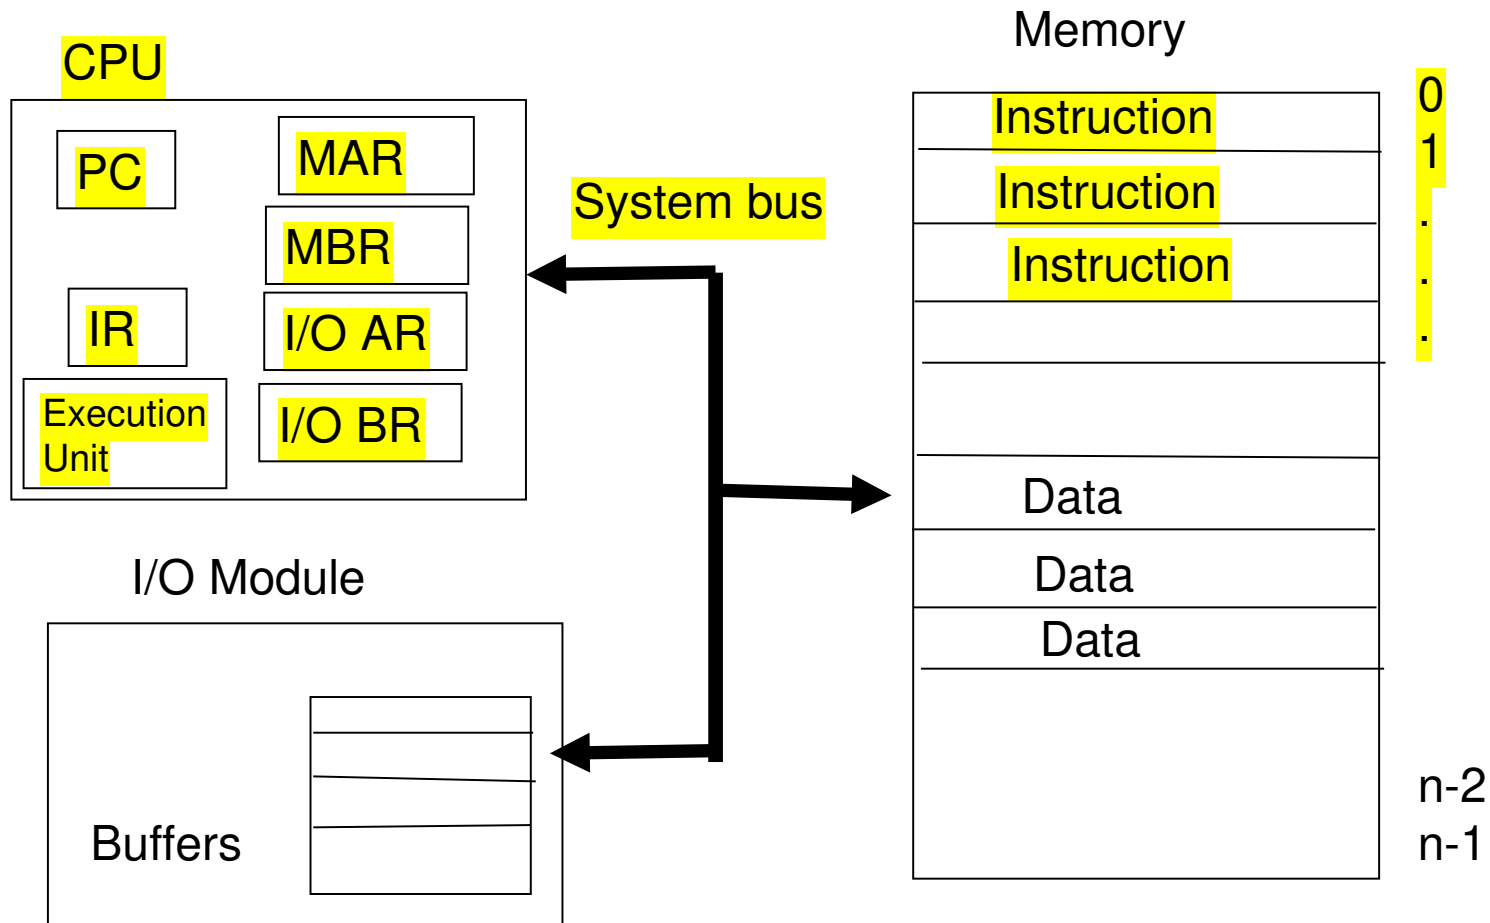 CPU
PC
MAR
MBR
IR
I/O AR
Execution
Unit
I/O BR
System bus
I/O Module
Buffers
Memory
Instruction
Instruction
Instruction
Data
Data
Data
0
1
.
.
.
n-2
n-1